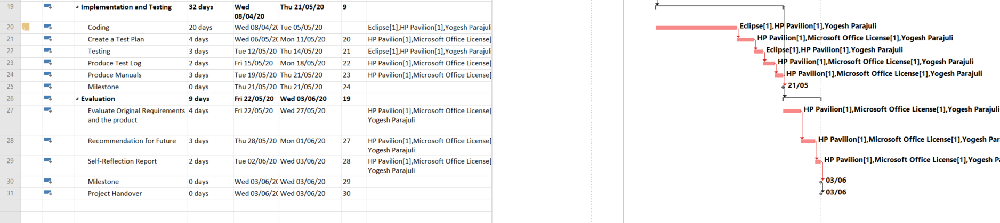 19 Implementation and Testing 32 days Wed 08/04/20 Thu 21/05/20 9
20 Coding 20 days Wed 08/04/20 Tue 05/05/20 Eclipse[1],HP Pavilion[1],Yogesh Parajuli Eclipse[1],HP Pavilion[1],Yogesh Parajuli
21 Create a Test Plan 4 days Wed 06/05/20 Mon 11/05/20 20 HP Pavilion[1],Microsoft Office License[ HP Pavilion[1],Microsoft Office License[1],Yogesh Parajuli
22 Testing 3 days Tue 12/05/20 Thu 14/05/20 21 Eclipse[1],HP Pavilion[1],Yogesh Parajuli Eclipse[1],HP Pavilion[1],Yogesh Parajuli
23 Produce Test Log 2 days Fri 15/05/20 Mon 18/05/20 22 HP Pavilion[1],Microsoft Office License[ HP Pavilion[1],Microsoft Office License[1],Yogesh Parajuli
24 Produce Manuals 3 days Tue 19/05/20 Thu 21/05/20 23 HP Pavilion[1],Microsoft Office License[ HP Pavilion[1],Microsoft Office License[1],Yogesh Parajuli
25 Milestone 0 days Thu 21/05/20 Thu 21/05/20 24 21/05
26 Evaluation 9 days Fri 22/05/20 Wed 03/06/20 19
27 Evaluate Original Requirements 4 days Fri 22/05/20 Wed 27/05/20 HP Pavilion[1],Microsoft Office License[ HP Pavilion[1],Microsoft Office License[1],Yogesh Parajuli
and the product Yogesh Parajuli
28 Recommendation for Future 3 days Thu 28/05/20 Mon 01/06/20 27 HP Pavilion[1],Microsoft Office License[ HP Pavilion[1],Microsoft Office License[1],Yogesh Par
Yogesh Parajuli
29 Self-Reflection Report 2 days Tue 02/06/20 Wed 03/06/20 28 HP Pavilion[1],Microsoft Office License[ HP Pavilion[1],Microsoft Office License[1],Yogesh P
Yogesh Parajuli
30 Milestone 0 days Wed 03/06/20 Wed 03/06/20 29 03/06
31 Project Handover 0 days Wed 03/06/20 Wed 03/06/20 30 03/06